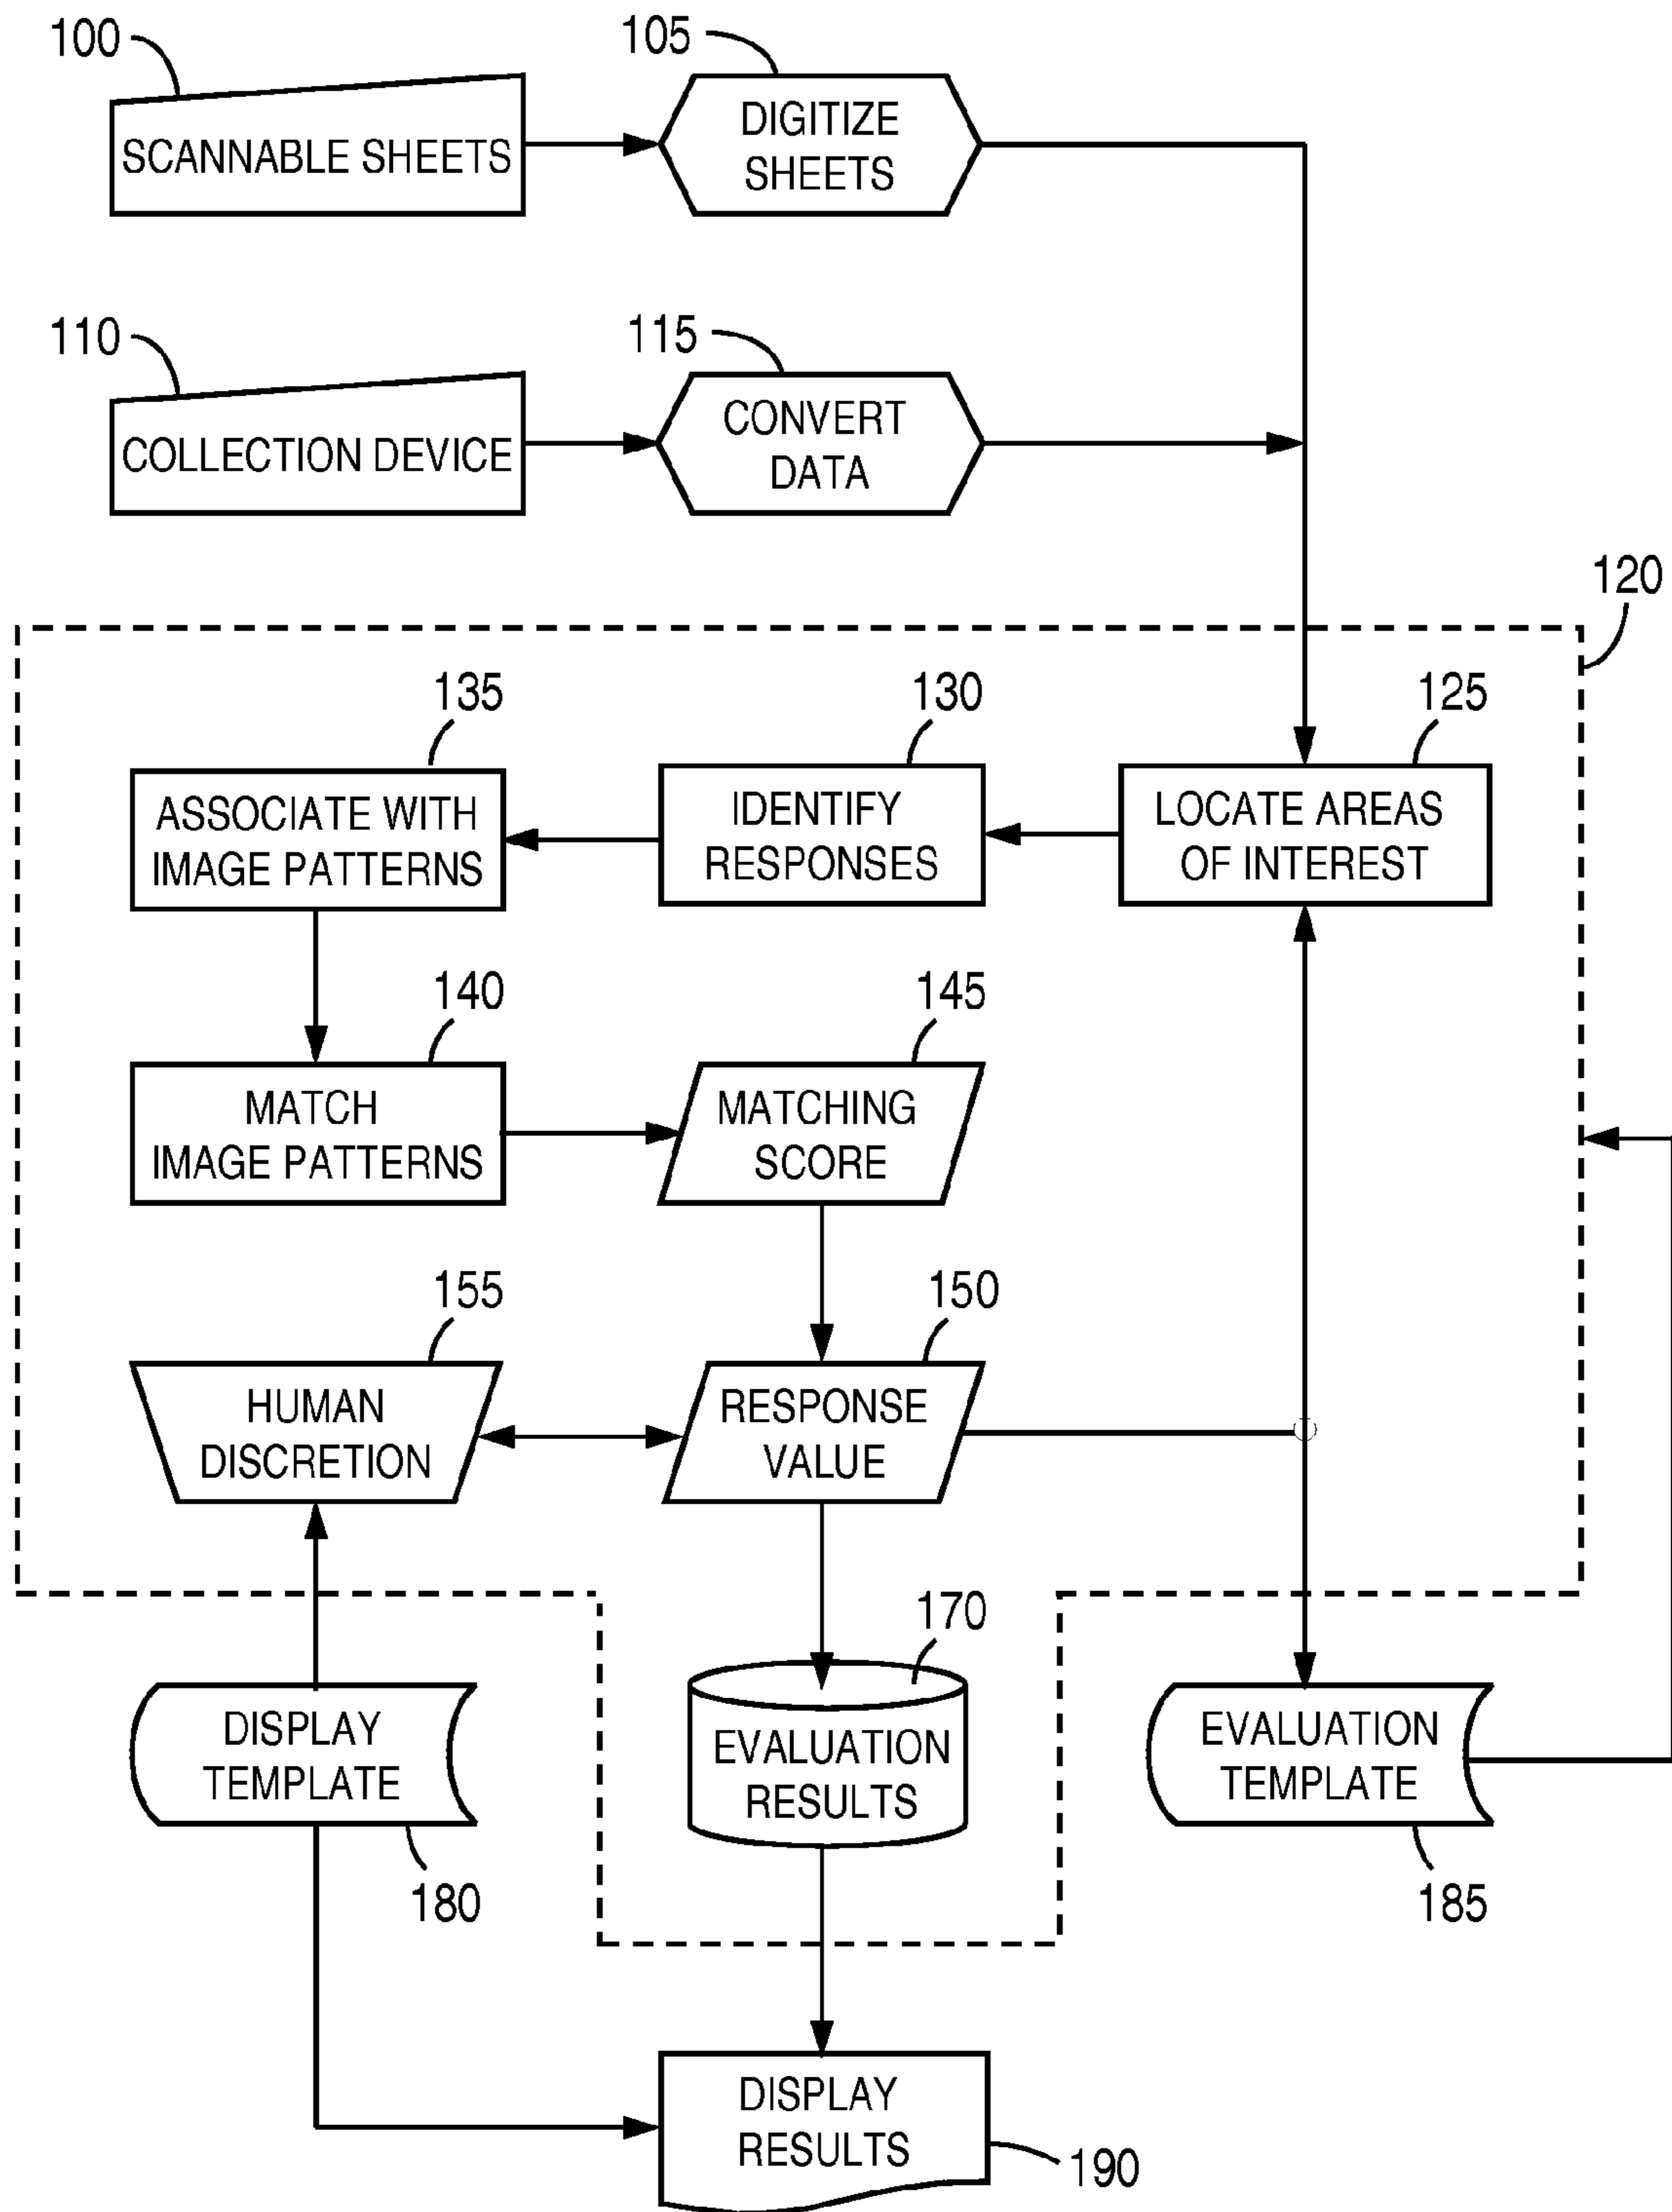 100
105
SCANNABLE SHEETS
DIGITIZE
SHEETS
110
115
COLLECTION DEVICE
CONVERT
DATA
120
135
130
125
ASSOCIATE WITH
IMAGE PATTERNS
IDENTIFY
RESPONSES
LOCATE AREAS
OF INTEREST
140
145
MATCH
IMAGE PATTERNS
MATCHING
SCORE
155
150
HUMAN
DISCRETION
RESPONSE
VALUE
170
DISPLAY
TEMPLATE
EVALUATION
RESULTS
EVALUATION
TEMPLATE
180
185
DISPLAY
RESULTS
190